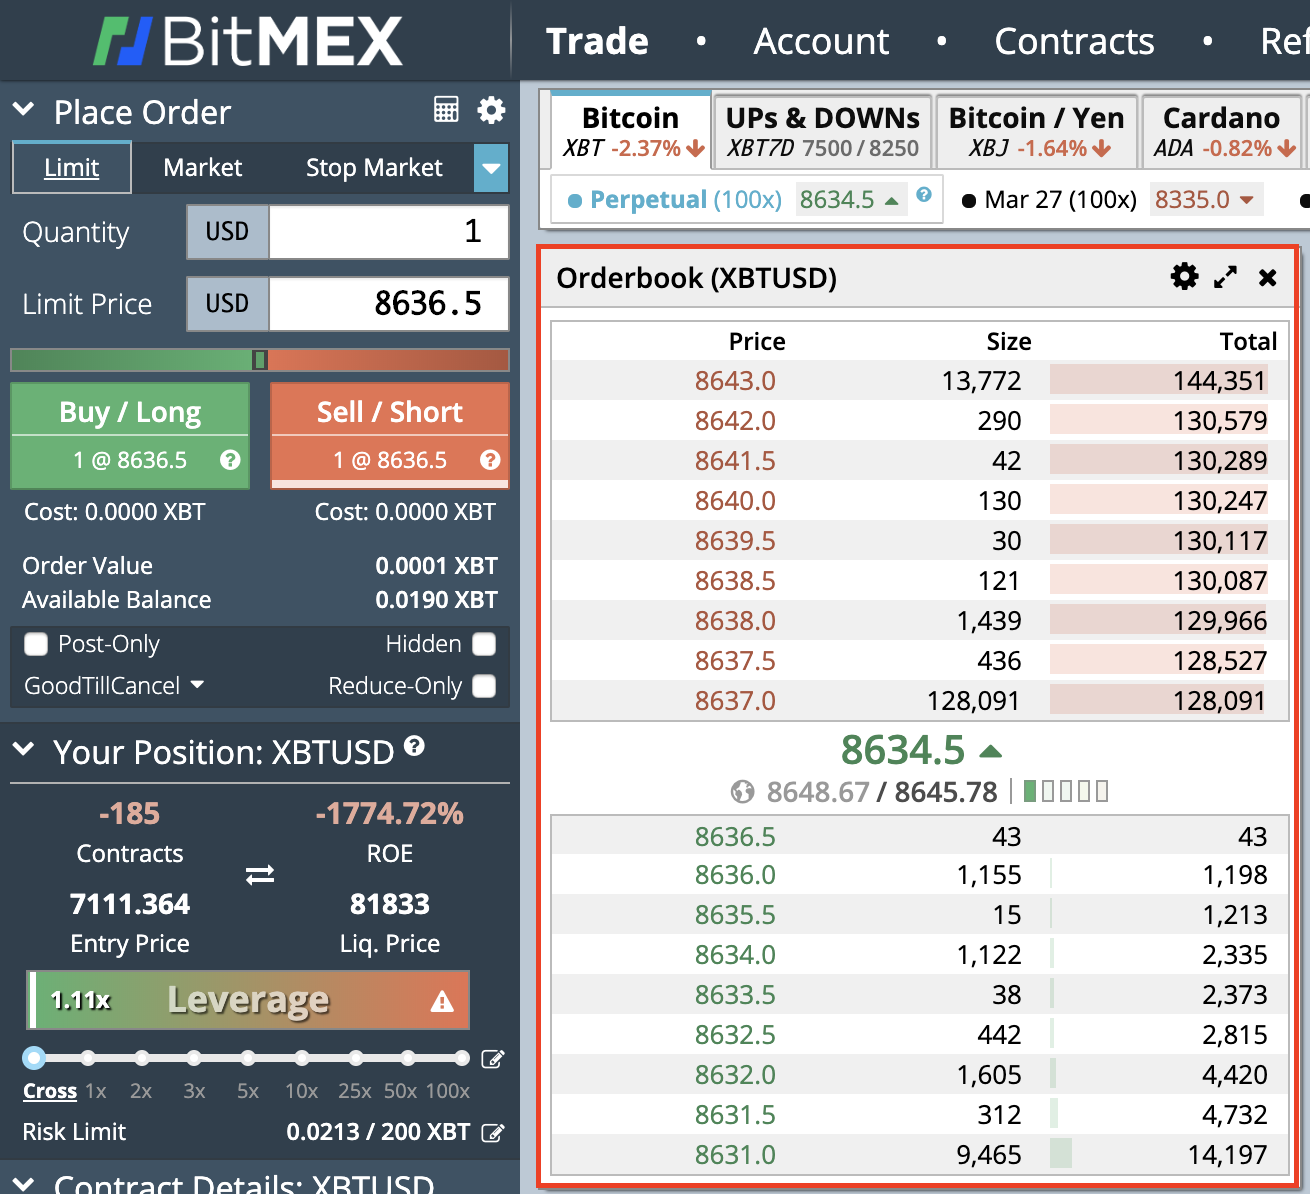 BitMEX
Trade • Account • Contracts • Ref
Place Order
Limit Market Stop Market
Quantity USD 1
Limit Price USD 8636.5
Buy / Long
1 @ 8636.5 ?
Sell / Short
1 @ 8636.5 ?
Cost: 0.0000 XBT Cost: 0.0000 XBT
Order Value 0.0001 XBT
Available Balance 0.0190 XBT
Post-Only Hidden
GoodTillCancel Reduce-Only
Your Position: XBTUSD ?
-185 -1774.72%
Contracts ROE
7111.364 81833
Entry Price Liq. Price
1.11x Leverage
Cross 1x 2x 3x 5x 10x 25x 50x 100x
Risk Limit 0.0213 / 200 XBT
Contract Details: XBTUSD
Bitcoin
XBT -2.37%
UPs & DOWNs
XBT7D 7500 / 8250
Bitcoin / Yen
XBJ -1.64%
Cardano
ADA -0.82%
Perpetual (100x) 8634.5 ? Mar 27 (100x) 8335.0
Orderbook (XBTUSD)
Price Size Total
8643.0 13,772 144,351
8642.0 290 130,579
8641.5 42 130,289
8640.0 130 130,247
8639.5 30 130,117
8638.5 121 130,087
8638.0 1,439 129,966
8637.5 436 128,527
8637.0 128,091 128,091
8634.5
8648.67 / 8645.78
8636.5 43 43
8636.0 1,155 1,198
8635.5 15 1,213
8634.0 1,122 2,335
8633.5 38 2,373
8632.5 442 2,815
8632.0 1,605 4,420
8631.5 312 4,732
8631.0 9,465 14,197